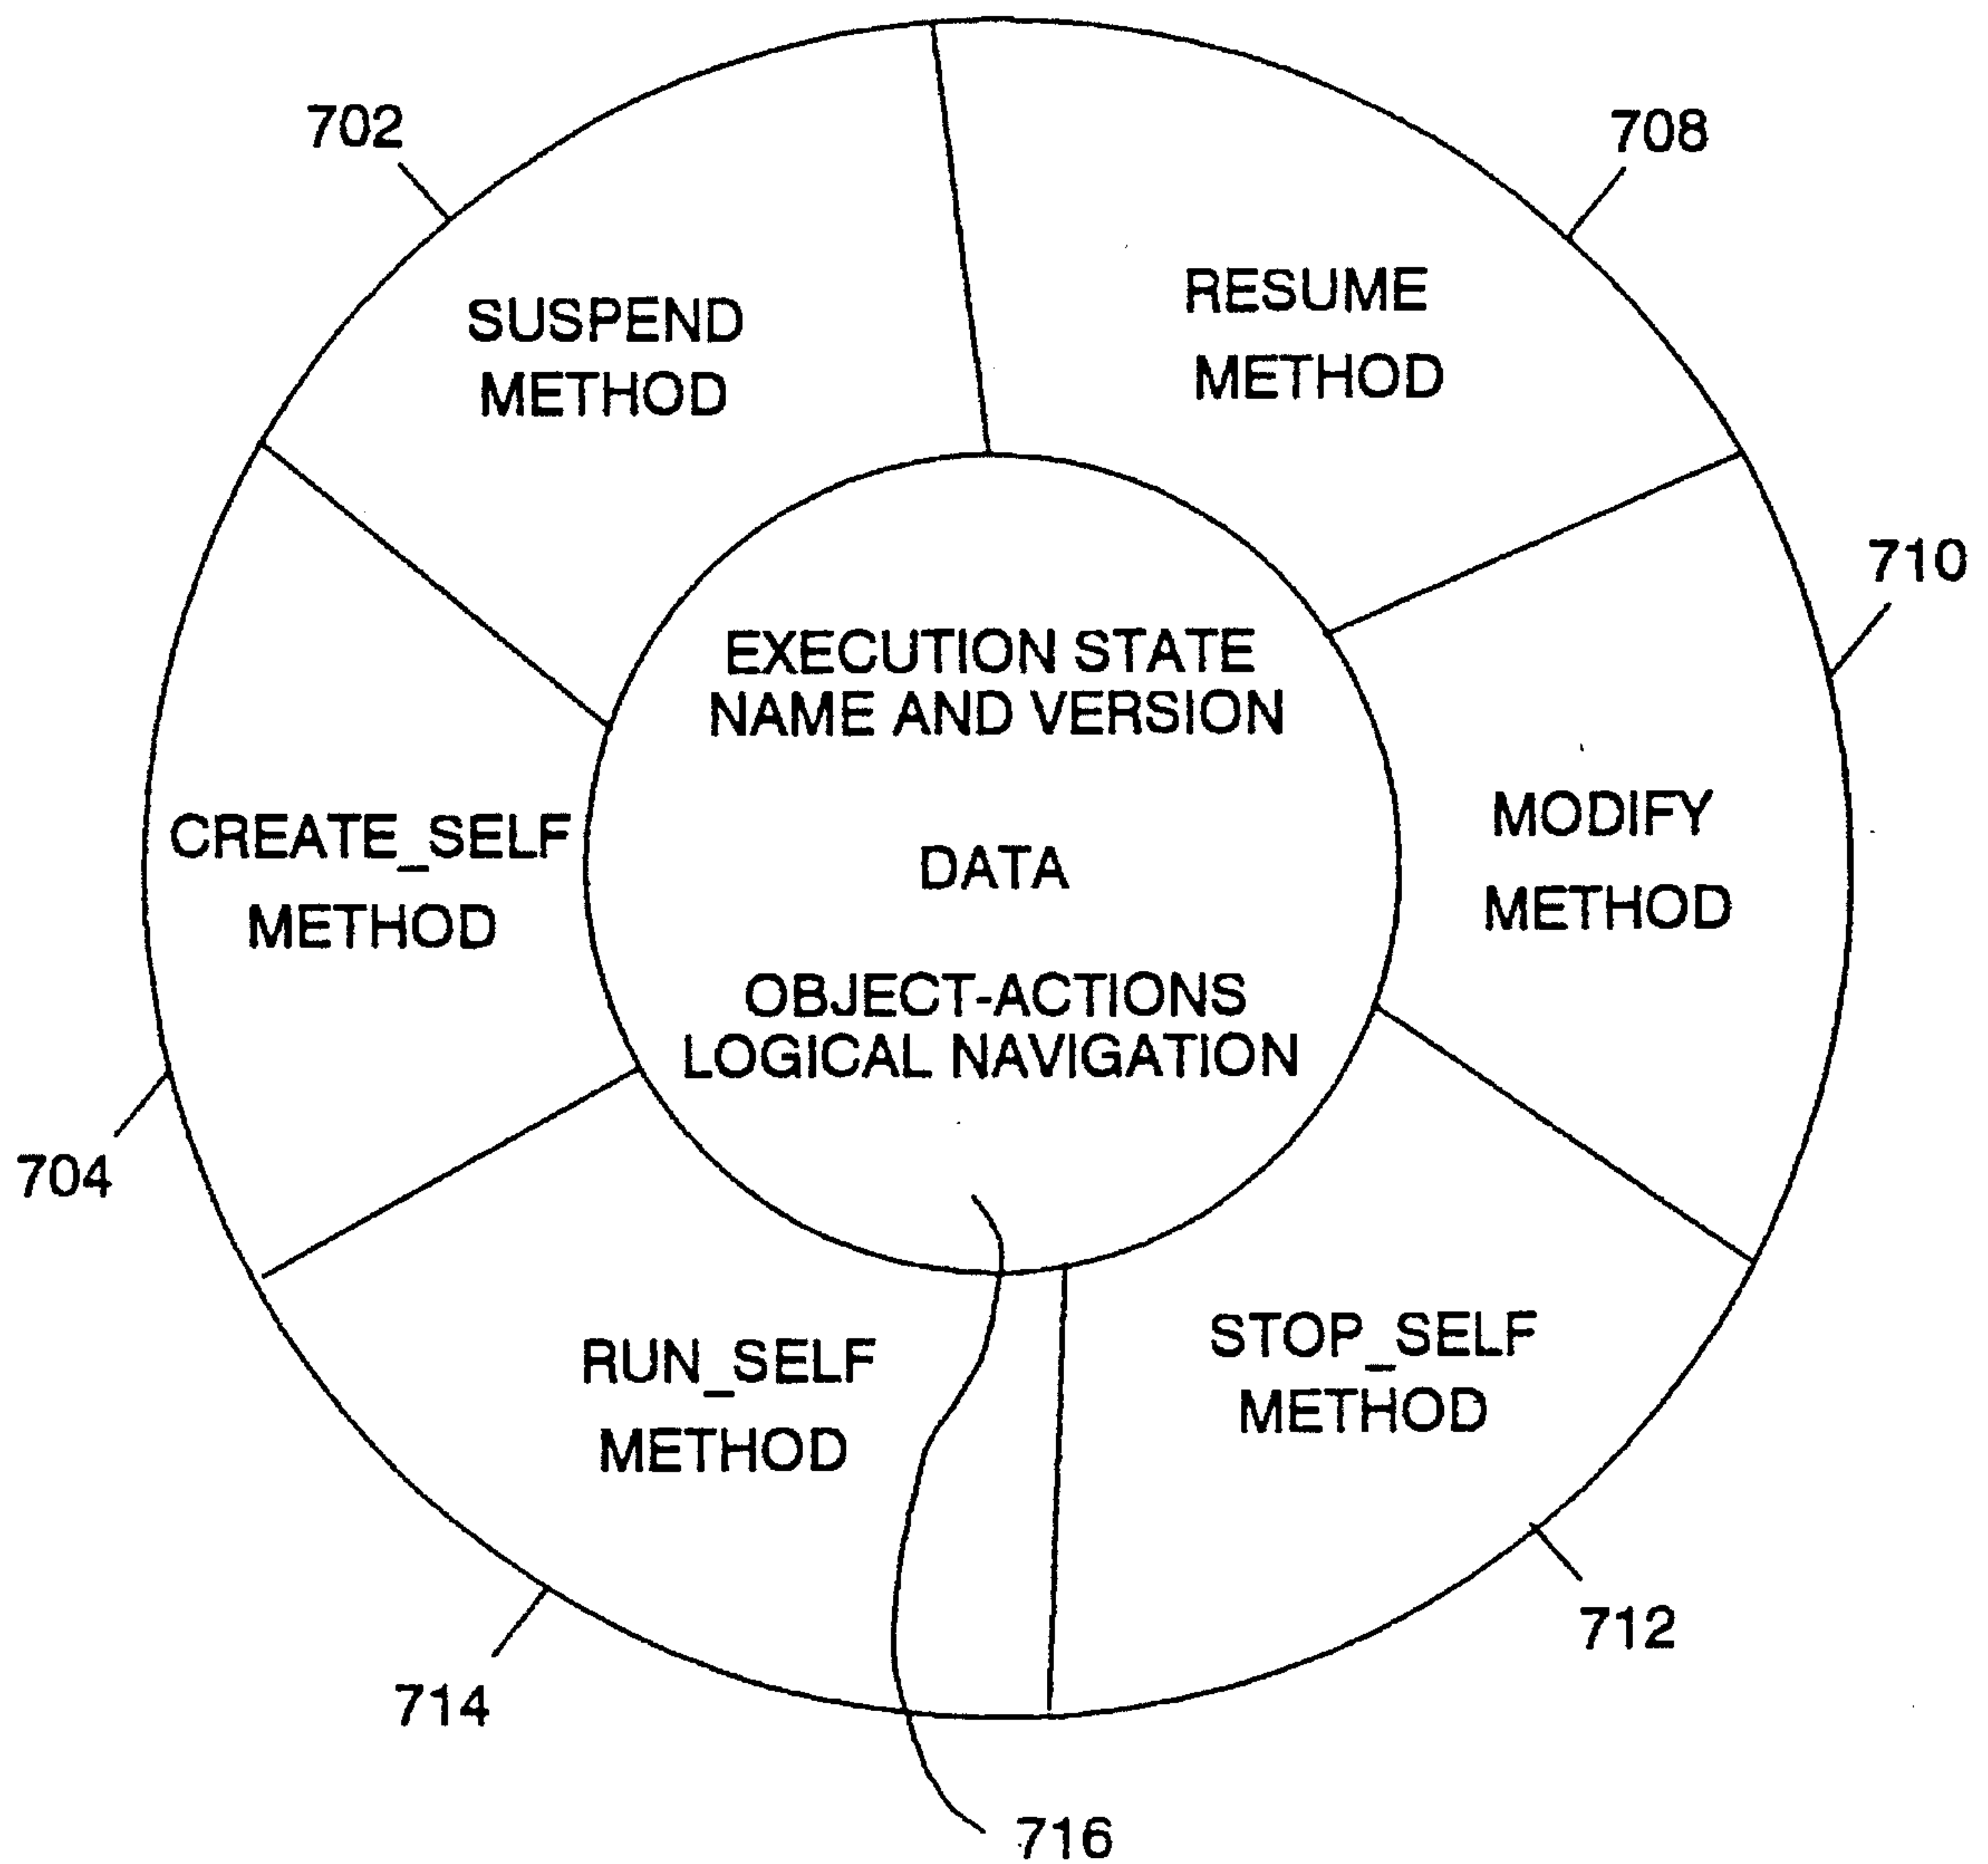 702
708
SUSPEND
METHOD
RESUME
METHOD
710
EXECUTION STATE
NAME AND VERSION
DATA
OBJECT-ACTIONS
LOGICAL NAVIGATION
CREATE_SELF
METHOD
MODIFY
METHOD
704
RUN_SELF
METHOD
STOP_SELF
METHOD
712
714
716